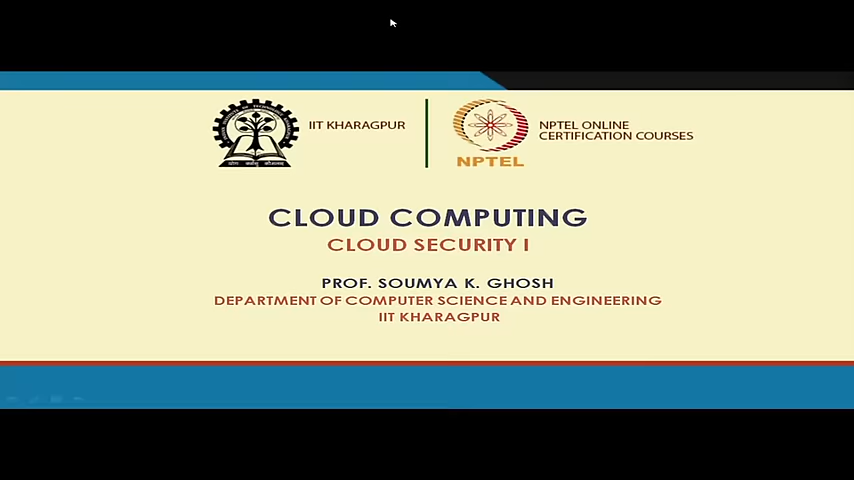 IIT KHARAGPUR
NPTEL
NPTEL ONLINE
CERTIFICATION COURSES
CLOUD COMPUTING
CLOUD SECURITY I
PROF. SOUMYA K. GHOSH
DEPARTMENT OF COMPUTER SCIENCE AND ENGINEERING
IIT KHARAGPUR